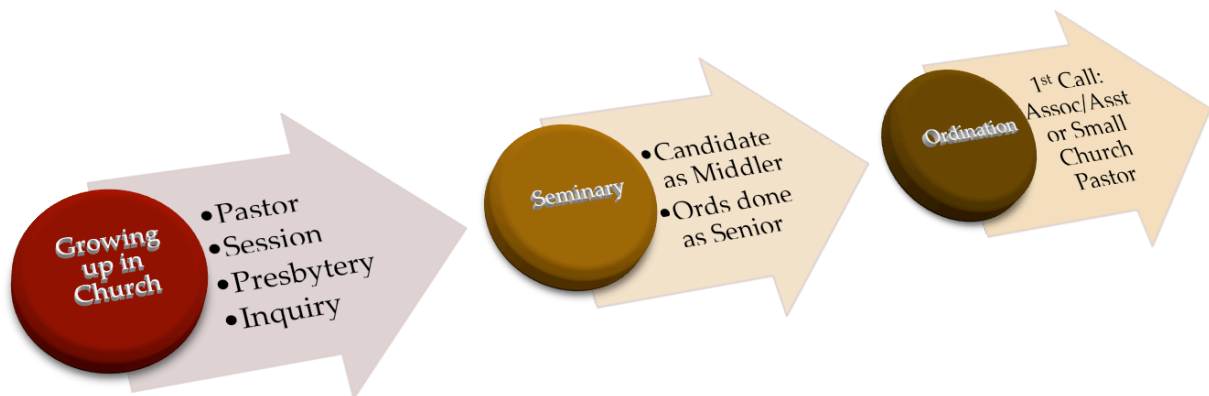 Growing
up in
Church
•Pastor
•Session
•Presbytery
•Inquiry
Seminary
•Candidate
as Middler
•Ords done
as Senior
Ordination
1st Call:
Assoc/Asst
or Small
Church
Pastor